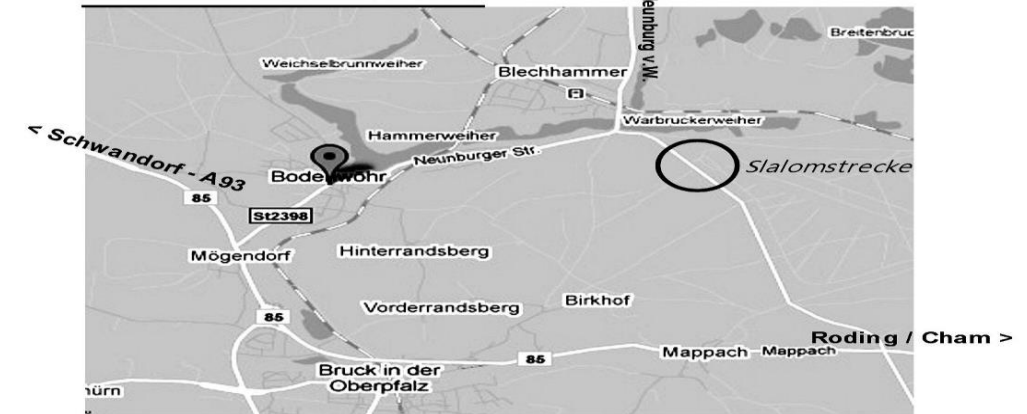 eunburg v.W.
Breitenbruc
Weichselbrunnweiher
Blechhammer
Warbruckerweiher
< Schwandorf - A93
Hammerweiher
Neunburger Str.
Slalomstrecke
Bodenwöhr
85
St2398
Mögendorf
Hinterrandsberg
Birkhof
Vorderrandsberg
85
Roding / Cham >
85
Mappach
Mappach
Bruck in der
Oberpfalz
hürn